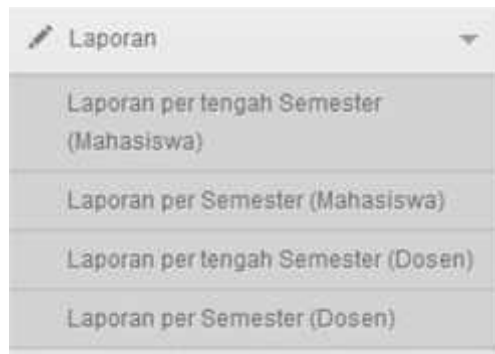 Laporan
Laporan per tengah Semester
(Mahasiswa)
Laporan per Semester (Mahasiswa)
Laporan per tengah Semester (Dosen)
Laporan per Semester (Dosen)